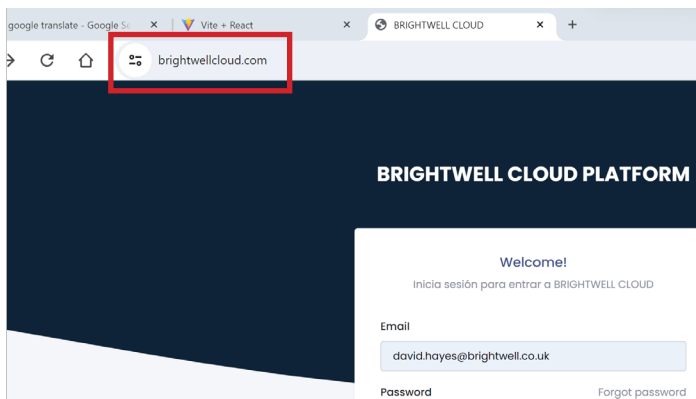 google translate - Google Se
Vite + React
BRIGHTWELL CLOUD
brightwellcloud.com
BRIGHTWELL CLOUD PLATFORM
Welcome!
Inicia sesión para entrar a BRIGHTWELL CLOUD
Email
david.hayes@brightwell.co.uk
Password Forgot password